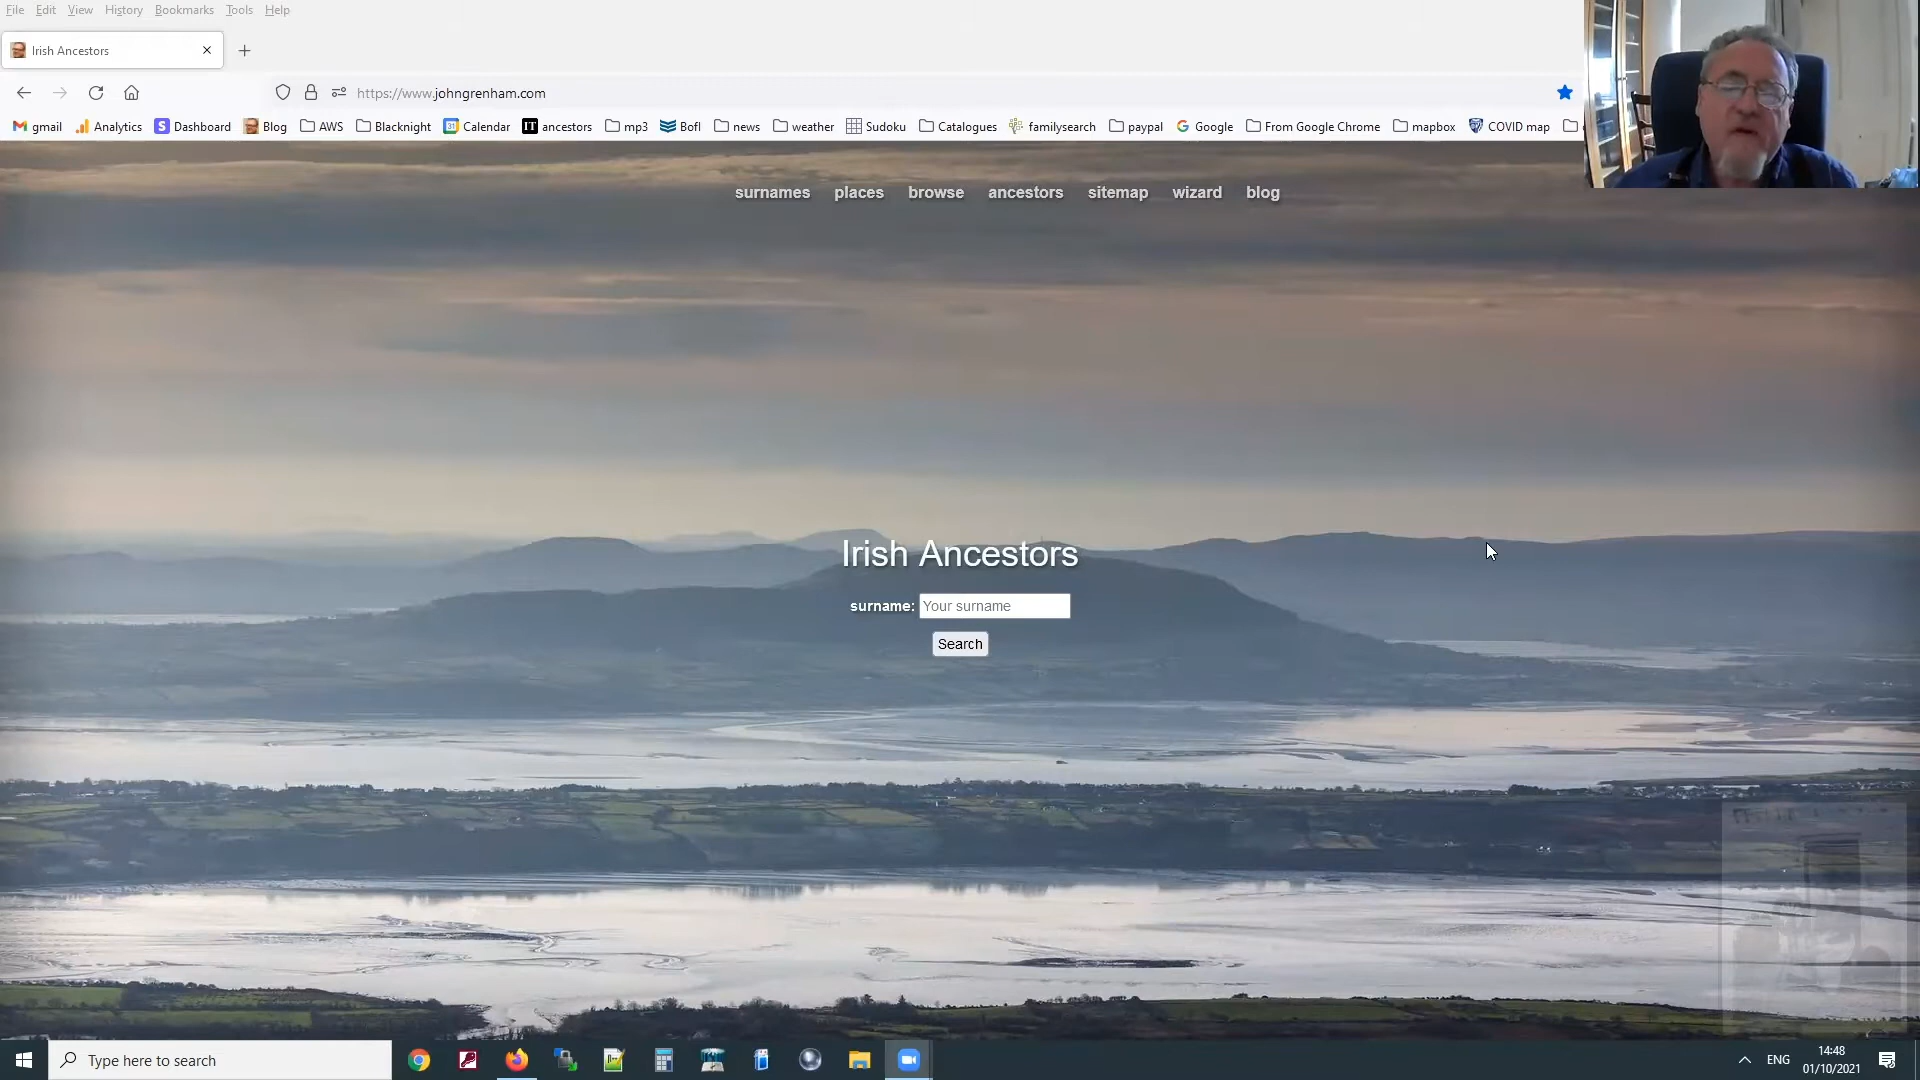 File Edit View History Bookmarks Tools Help
Irish Ancestors
https://www.johngrenham.com
gmail Analytics Dashboard Blog AWS Blacknight Calendar ancestors mp3 BofI news weather Sudoku Catalogues familysearch paypal Google From Google Chrome mapbox COVID map
surnames places browse ancestors sitemap wizard blog
Irish Ancestors
surname: Your surname
Search
Type here to search
ENG
14:48
01/10/2021